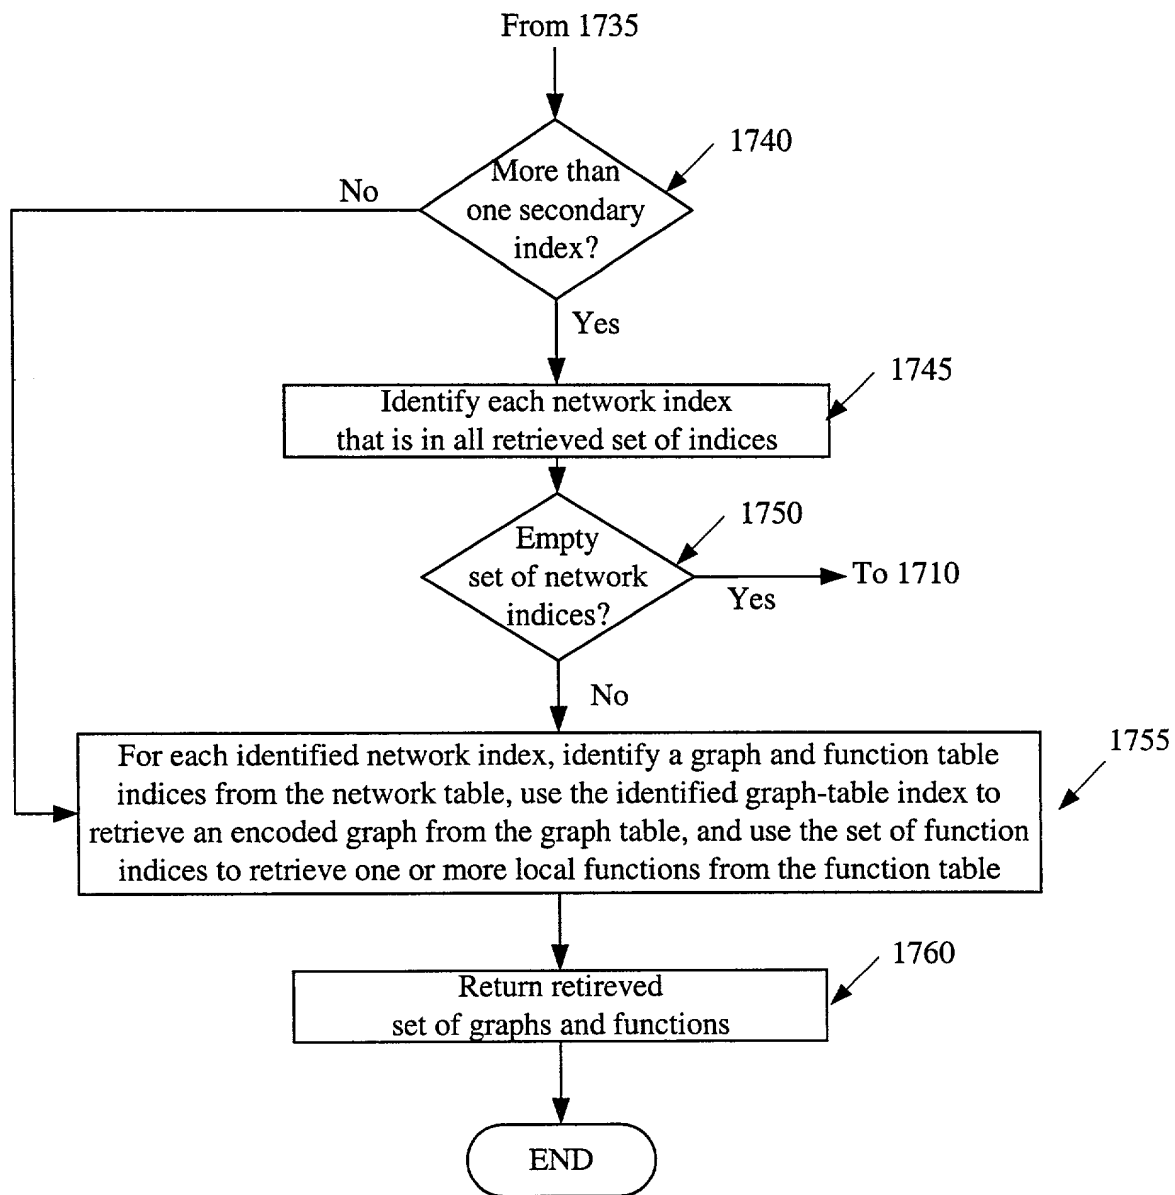 From 1735
1740
More than
one secondary
index?
No
Yes
1745
Identify each network index
that is in all retrieved set of indices
1750
Empty
set of network
indices?
To 1710
Yes
No
1755
For each identified network index, identify a graph and function table
indices from the network table, use the identified graph-table index to
retrieve an encoded graph from the graph table, and use the set of function
indices to retrieve one or more local functions from the function table
1760
Return retireved
set of graphs and functions
END